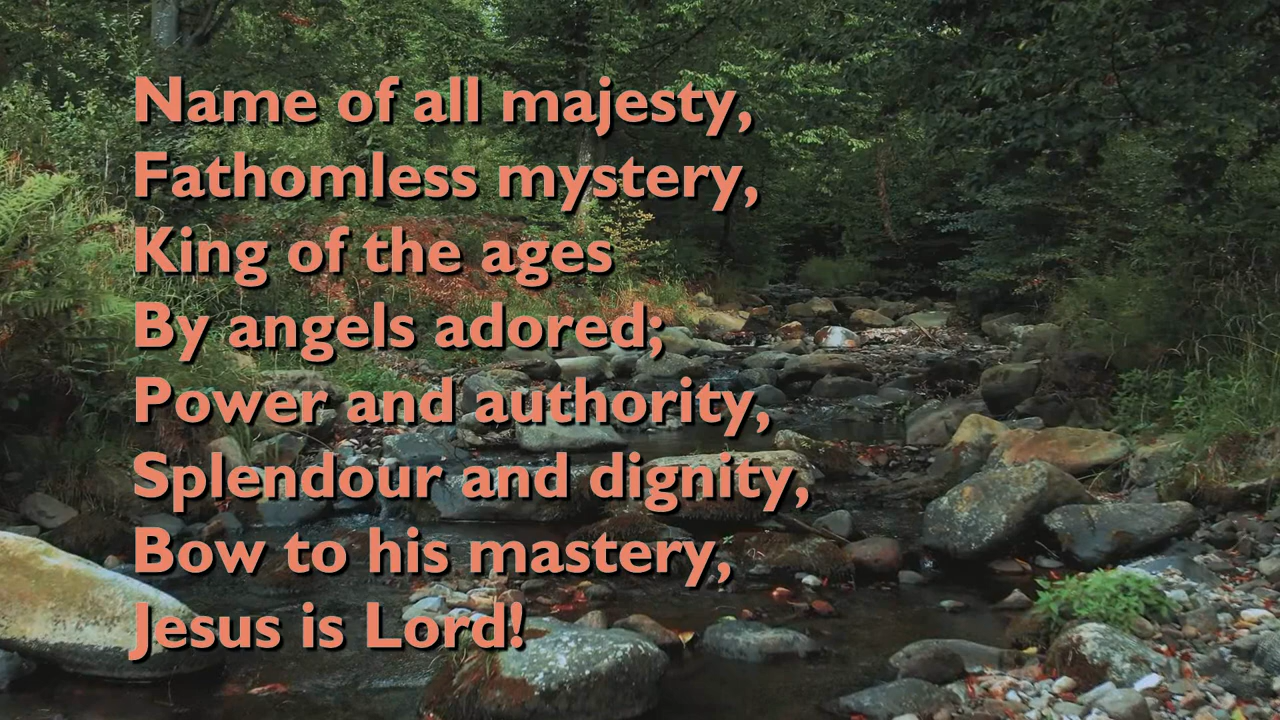 Name of all majesty,
Fathomless mystery,
King of the ages
By angels adored;
Power and authority,
Splendour and dignity,
Bow to his mastery,
Jesus is Lord!